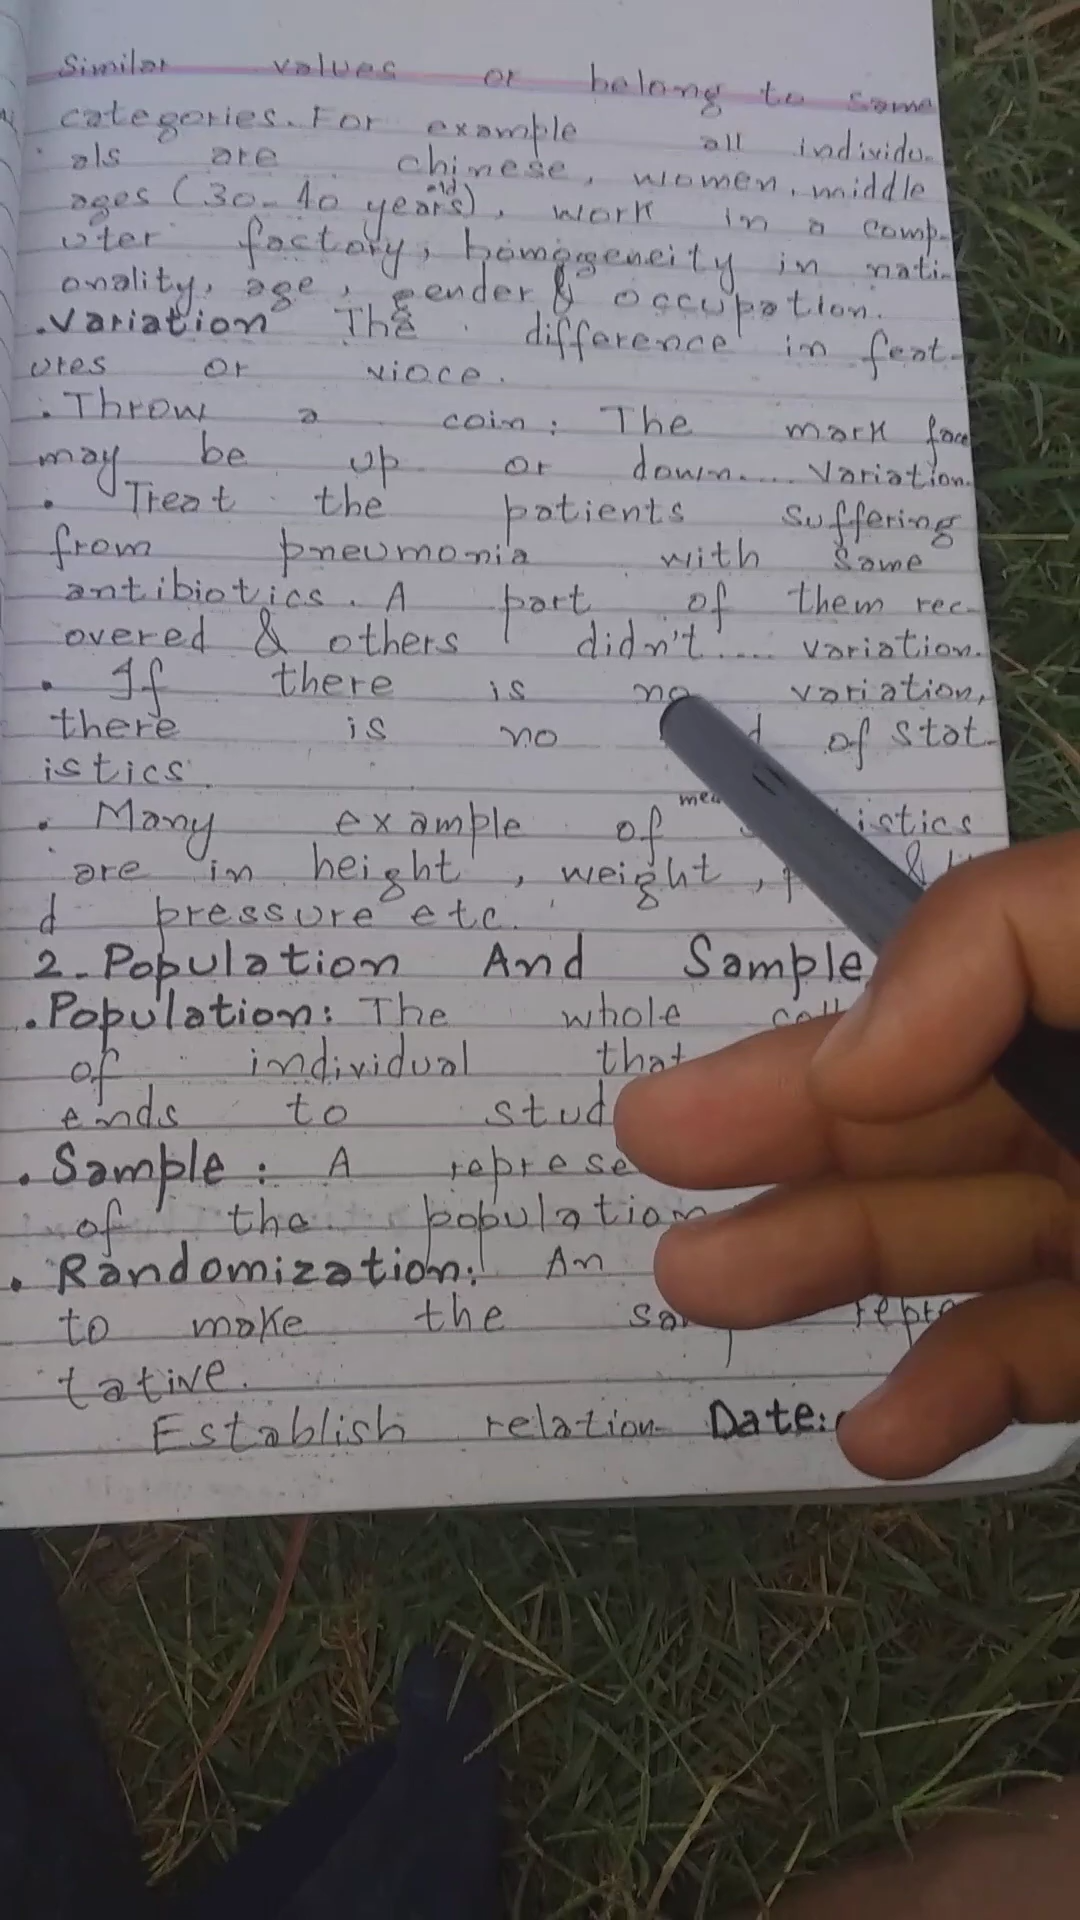 Similar values or belong to same
categories. For example all individu-
als are chinese, women, middle
ages (30-40 years old), work in a comp-
uter factory, homogeneity in nati-
onality, age, gender & occupation.
. Variation The difference in feat-
ures or vioce.
. Throw a coin: The mark face
may be up or down.... Variation.
. Treat the patients suffering
from pneumonia with same
antibiotics. A part of them rec-
overed & others didn't.... variation.
. If there is no variation,
there is no of stat-
istics.
. Many example of
are in height, weight, &
d pressure etc.
2. Population And Sample
. Population: The whole
of individual that
ends to
. Sample: A
of the population
. Randomization: An
to make the
tative.
Establish relation Date: